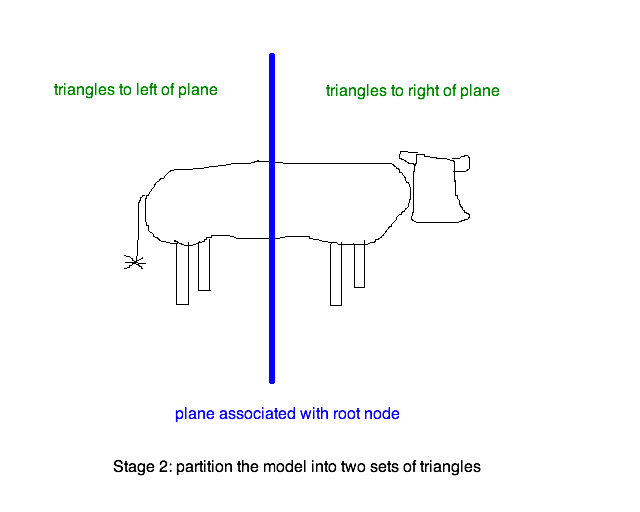 triangles to left of plane
triangles to right of plane
plane associated with root node
Stage 2: partition the model into two sets of triangles